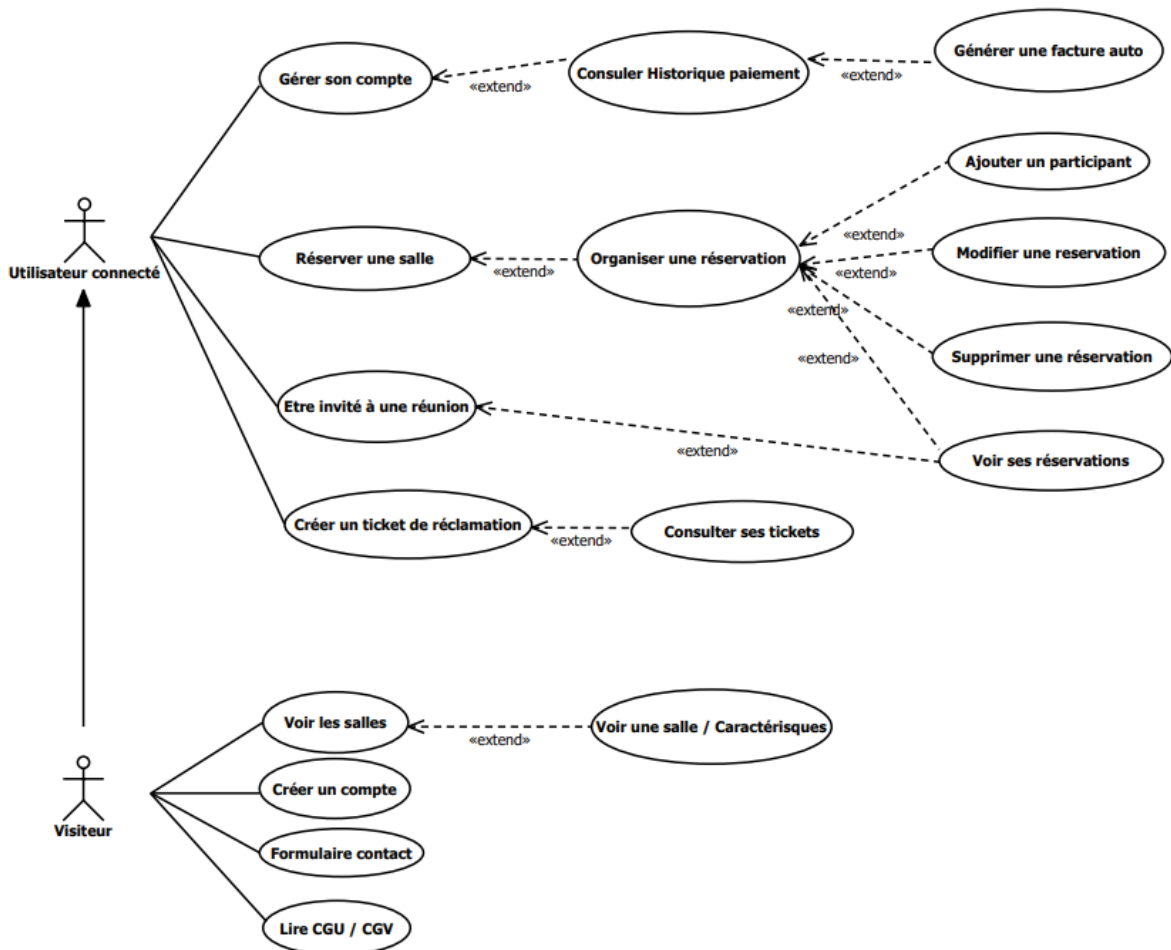 Gérer son compte
«extend»
Consuler Historique paiement
«extend»
Générer une facture auto
Ajouter un participant
Utilisateur connecté
Réserver une salle
«extend»
Organiser une réservation
«extend»
«extend»
Modifier une reservation
«extend»
Supprimer une réservation
«extend»
Etre invité à une réunion
«extend»
Voir ses réservations
Créer un ticket de réclamation
«extend»
Consulter ses tickets
Voir les salles
«extend»
Voir une salle / Caractérisques
Visiteur
Créer un compte
Formulaire contact
Lire CGU / CGV